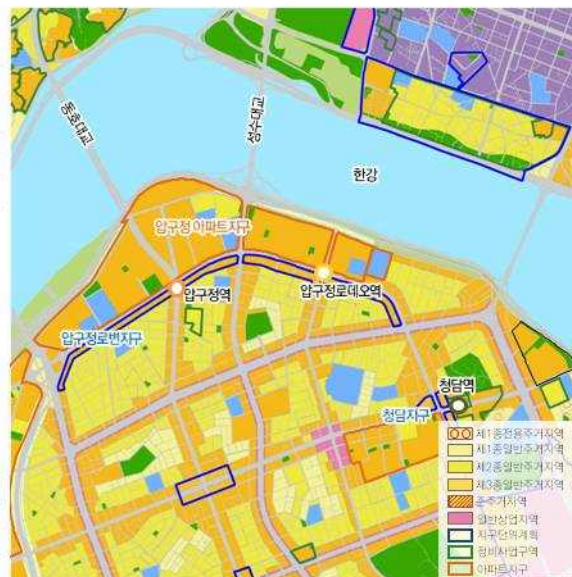 동호대교
성수대교
한강
압구정 아파트지구
압구정역
압구정로데오역
압구정로변지구
청담역
청담지구
제1종전용주거지역
제1종일반주거지역
제2종일반주거지역
제3종일반주거지역
준주거지역
일반상업지역
지구단위계획
정비사업구역
아파트지구